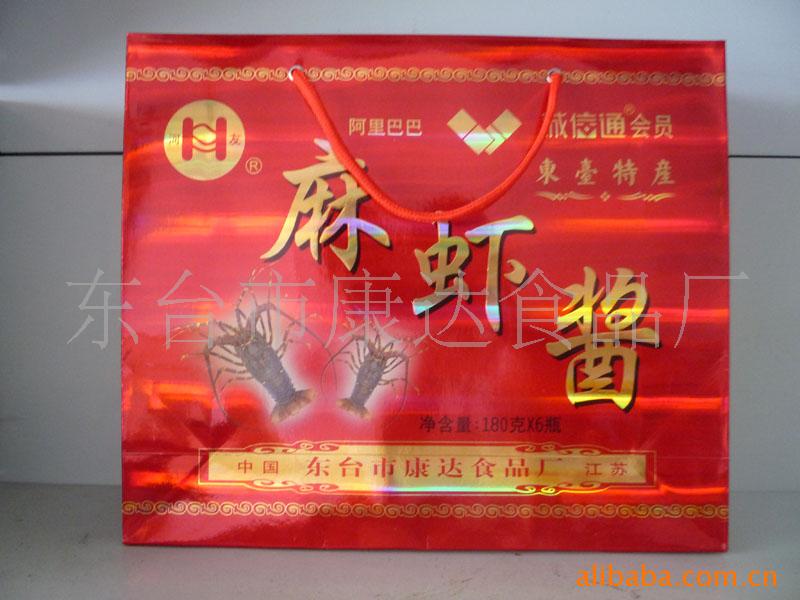 阿里巴巴 诚信通®会员
河友®
東臺特産
麻虾酱
东台市康达食品厂
净含量:180克X6瓶
中国 东台市康达食品厂 江苏
alibaba.com.cn